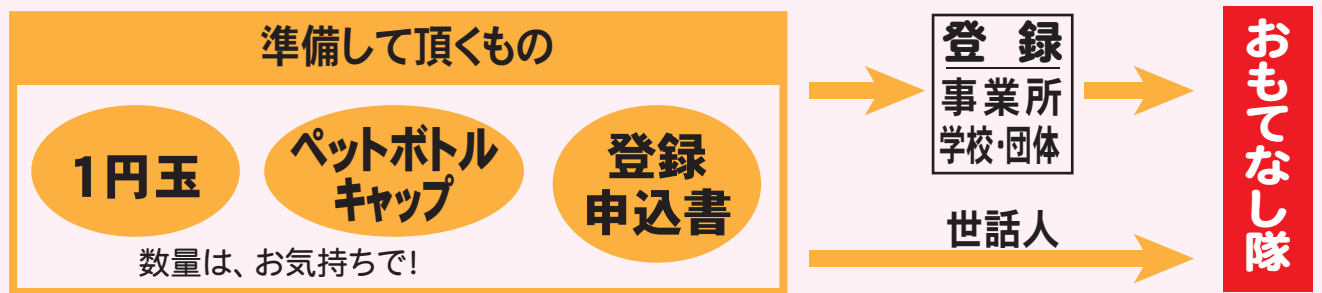 準備して頂くもの
1円玉
ペットボトル
キャップ
登録
申込書
数量は、お気持ちで!
登 録
事業所
学校・団体
世話人
おもてなし隊